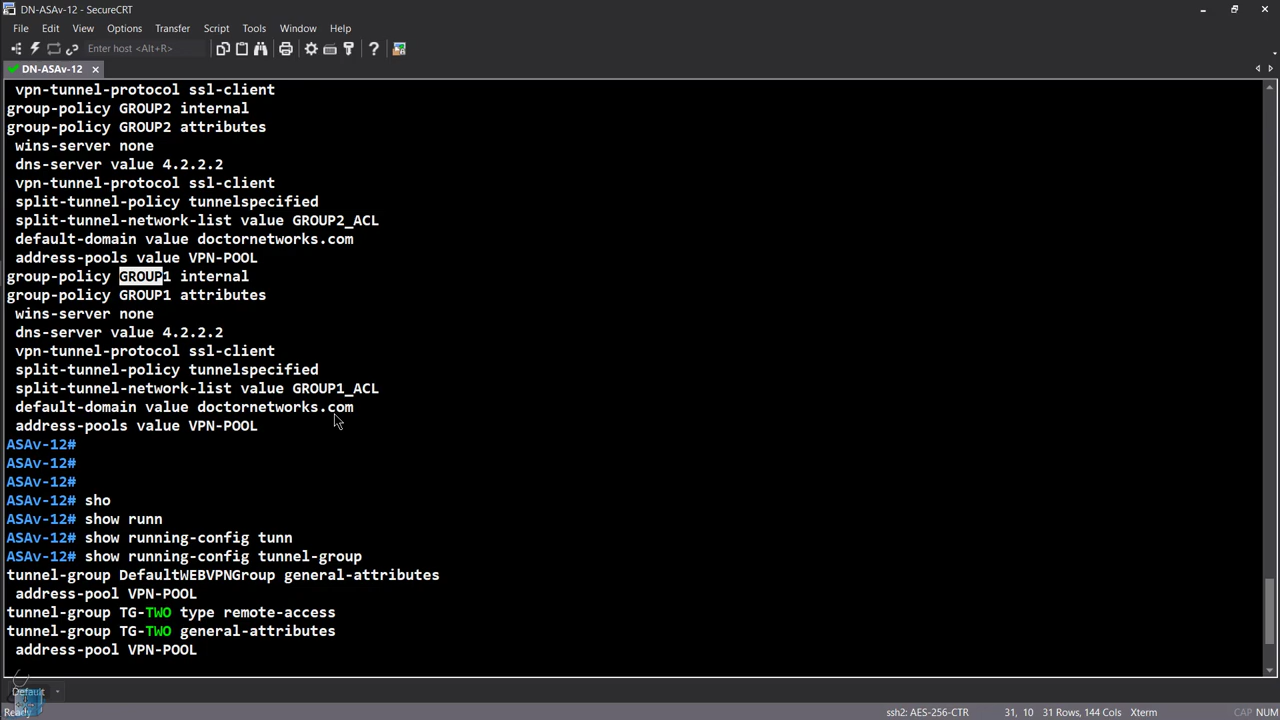 DN-ASAv-12 - SecureCRT
File Edit View Options Transfer Script Tools Window Help
Enter host <Alt+R>
DN-ASAv-12
 vpn-tunnel-protocol ssl-client
group-policy GROUP2 internal
group-policy GROUP2 attributes
 wins-server none
 dns-server value 4.2.2.2
 vpn-tunnel-protocol ssl-client
 split-tunnel-policy tunnelspecified
 split-tunnel-network-list value GROUP2_ACL
 default-domain value doctornetworks.com
 address-pools value VPN-POOL
group-policy GROUP1 internal
group-policy GROUP1 attributes
 wins-server none
 dns-server value 4.2.2.2
 vpn-tunnel-protocol ssl-client
 split-tunnel-policy tunnelspecified
 split-tunnel-network-list value GROUP1_ACL
 default-domain value doctornetworks.com
 address-pools value VPN-POOL
ASAv-12#
ASAv-12#
ASAv-12#
ASAv-12# sho
ASAv-12# show runn
ASAv-12# show running-config tunn
ASAv-12# show running-config tunnel-group
tunnel-group DefaultWEBVPNGroup general-attributes
 address-pool VPN-POOL
tunnel-group TG-TWO type remote-access
tunnel-group TG-TWO general-attributes
 address-pool VPN-POOL
Default
Ready ssh2: AES-256-CTR 31, 10 31 Rows, 144 Cols Xterm CAP NUM